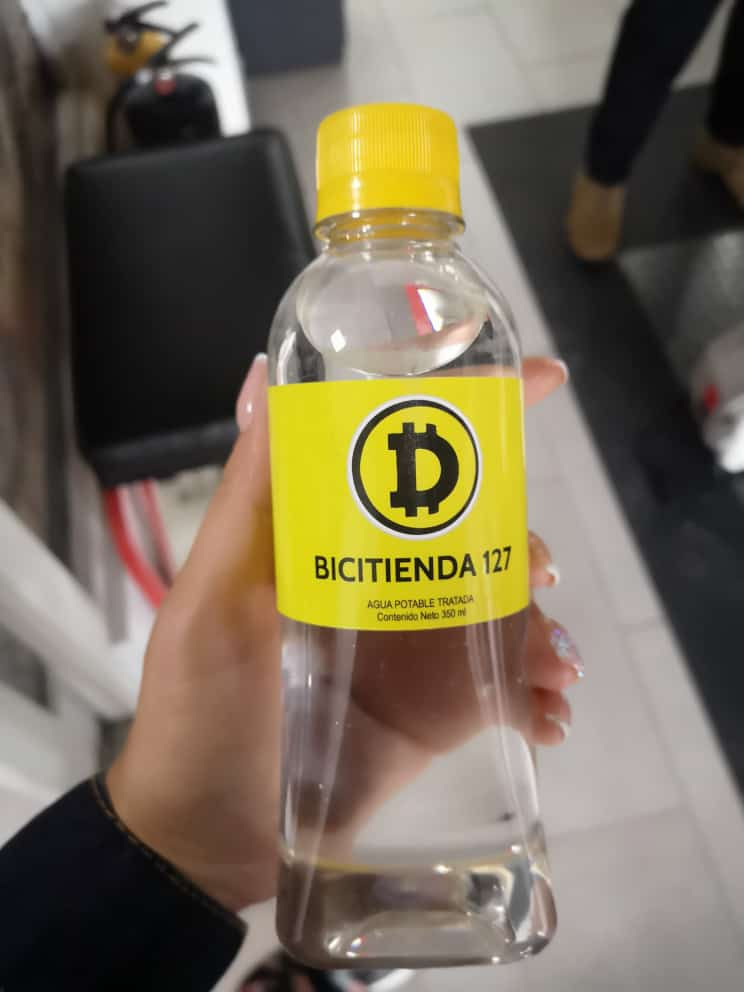 BICITIENDA 127
AGUA POTABLE TRATADA
Contenido Neto 350 ml